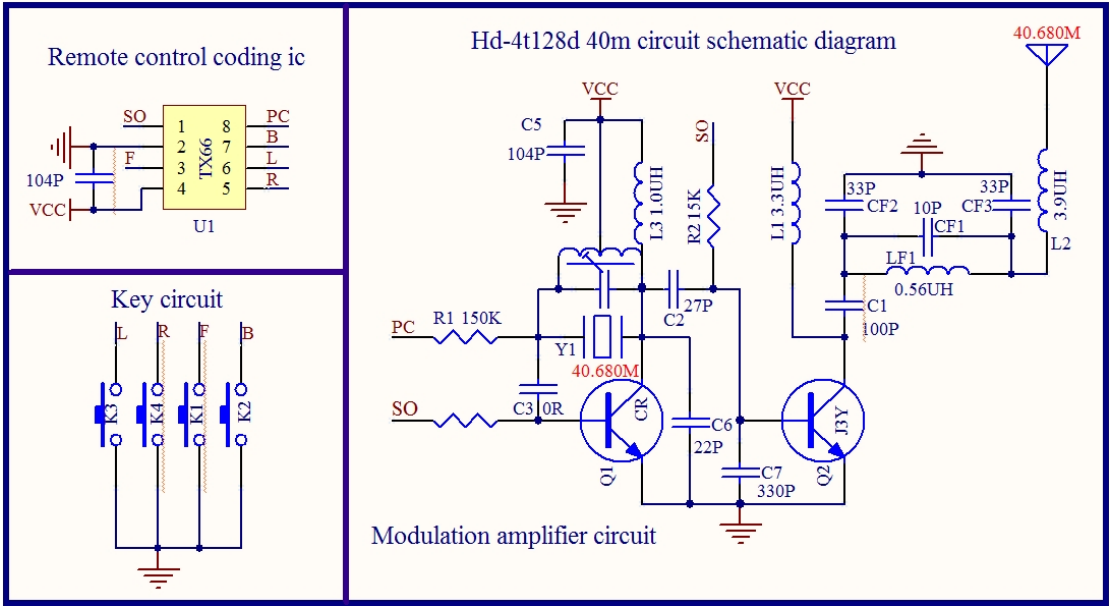 Remote control coding ic
SO
1
8
PC
2
7
B
F
3
6
L
104P
4
5
R
VCC
TX66
U1
Key circuit
L
R
F
B
K3
K4
K1
K2
Hd-4t128d 40m circuit schematic diagram
40.680M
VCC
VCC
C5
104P
SO
L3 1.0UH
R2 15K
L1 3.3UH
33P
CF2
33P
CF3
10P
CF1
3.9UH
L2
LF1
0.56UH
C1
100P
27P
C2
PC
R1 150K
Y1
40.680M
SO
C3
0R
CR
Q1
C6
22P
C7
330P
J3Y
Q2
Modulation amplifier circuit